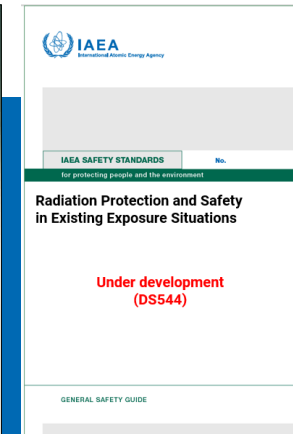 IAEA
International Atomic Energy Agency
IAEA SAFETY STANDARDS
No.
for protecting people and the environment
Radiation Protection and Safety
in Existing Exposure Situations
Under development
(DS544)
GENERAL SAFETY GUIDE